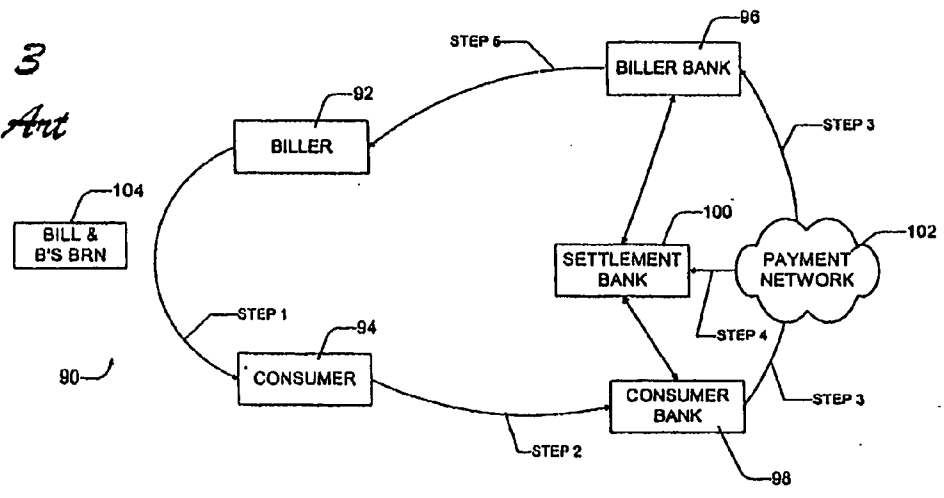 3
Art
STEP 5
96
BILLER BANK
92
BILLER
STEP 3
104
BILL &
B'S BRN
100
SETTLEMENT
BANK
102
PAYMENT
NETWORK
STEP 1
STEP 4
94
CONSUMER
90
CONSUMER
BANK
STEP 3
STEP 2
98